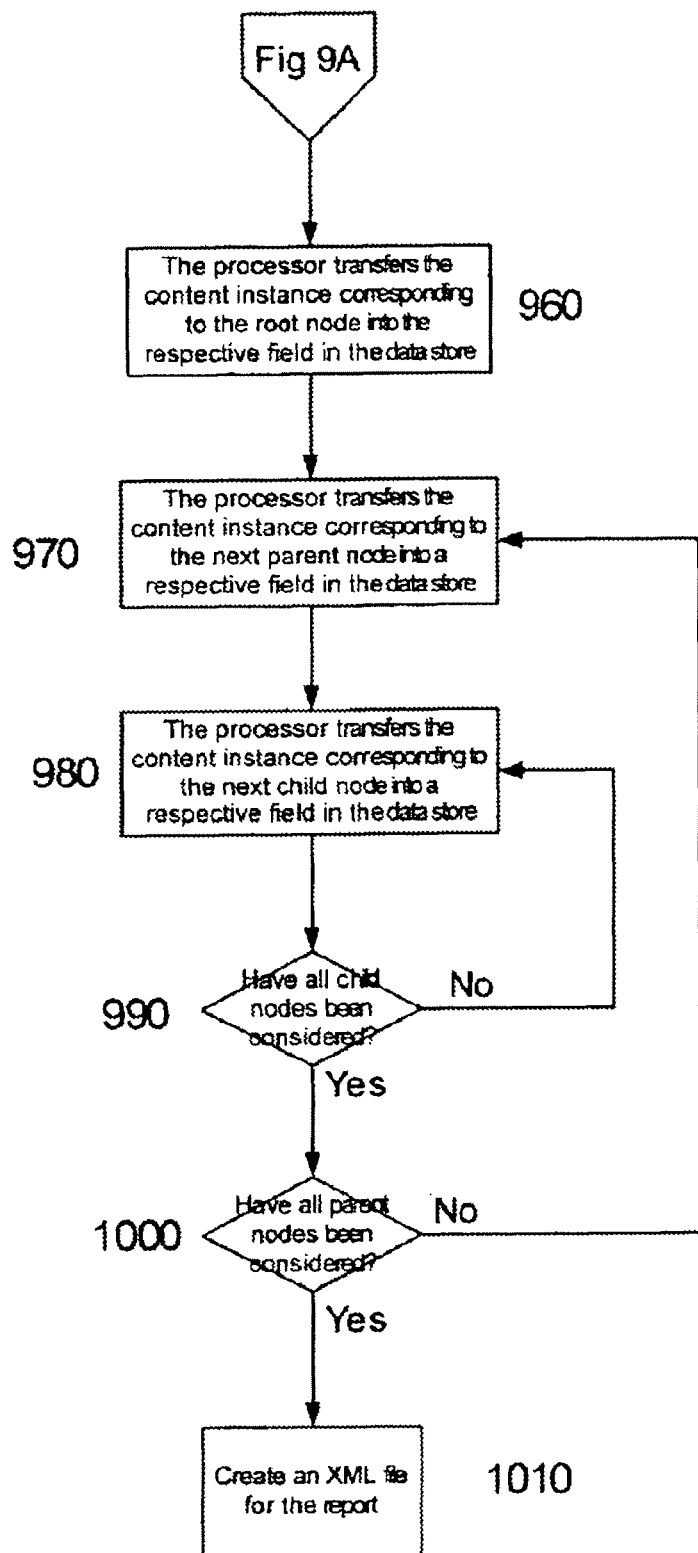 Fig 9A
The processor transfers the
content instance corresponding
to the root node into the
respective field in the data store
960
The processor transfers the
content instance corresponding to
the next parent node into a
respective field in the data store
970
The processor transfers the
content instance corresponding to
the next child node into a
respective field in the data store
980
Have all child
nodes been
considered?
No
990
Yes
Have all parent
nodes been
considered?
No
1000
Yes
Create an XML file
for the report
1010